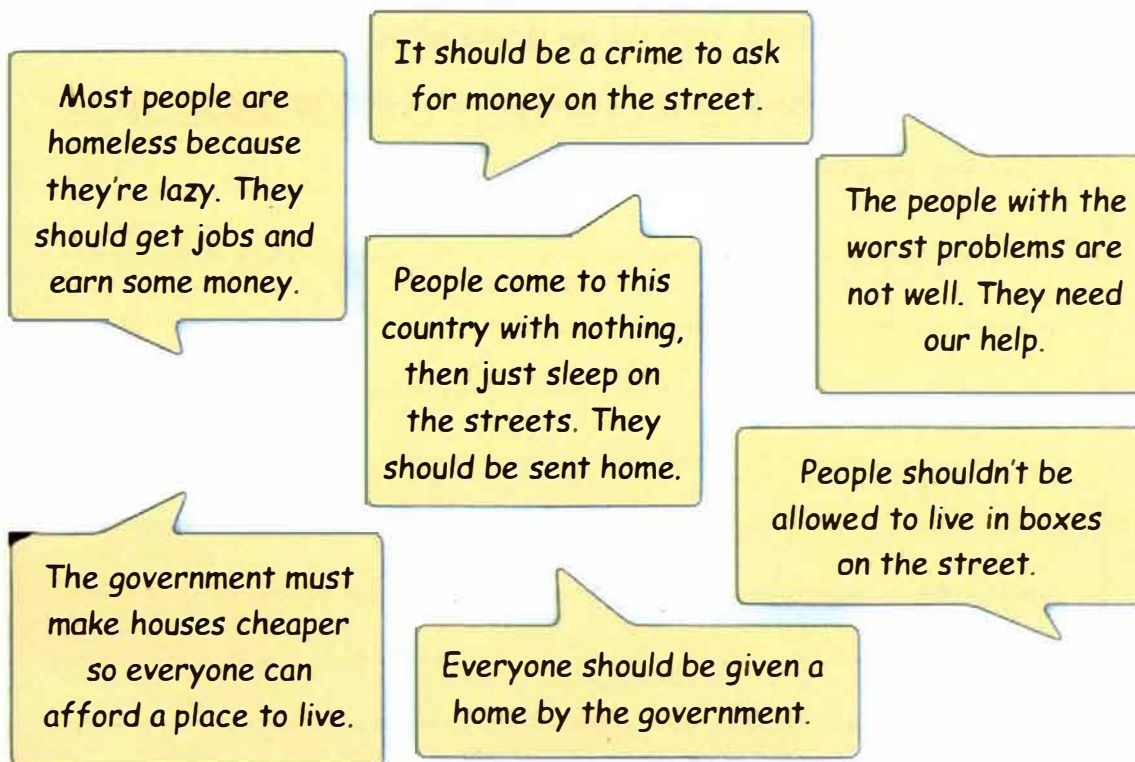 Most people are
homeless because
they're lazy. They
should get jobs and
earn some money.
It should be a crime to ask
for money on the street.
People come to this
country with nothing,
then just sleep on
the streets. They
should be sent home.
The people with the
worst problems are
not well. They need
our help.
People shouldn't be
allowed to live in boxes
on the street.
The government must
make houses cheaper
so everyone can
afford a place to live.
Everyone should be given a
home by the government.